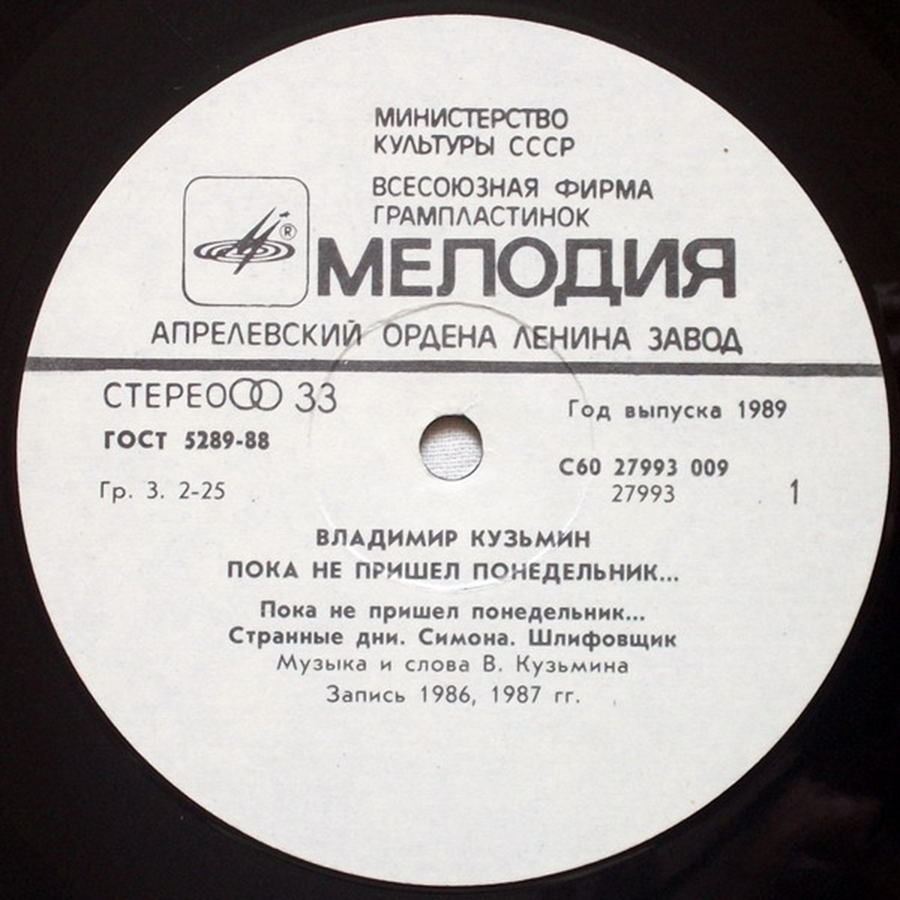 МИНИСТЕРСТВО
КУЛЬТУРЫ СССР
ВСЕСОЮЗНАЯ ФИРМА
ГРАМПЛАСТИНОК
®
МЕЛОДИЯ
АПРЕЛЕВСКИЙ ОРДЕНА ЛЕНИНА ЗАВОД
СТЕРЕО 33
Год выпуска 1989
ГОСТ 5289-88
С60 27993 009
Гр. 3. 2-25
27993 1
ВЛАДИМИР КУЗЬМИН
ПОКА НЕ ПРИШЕЛ ПОНЕДЕЛЬНИК...
Пока не пришел понедельник...
Странные дни. Симона. Шлифовщик
Музыка и слова В. Кузьмина
Запись 1986, 1987 гг.